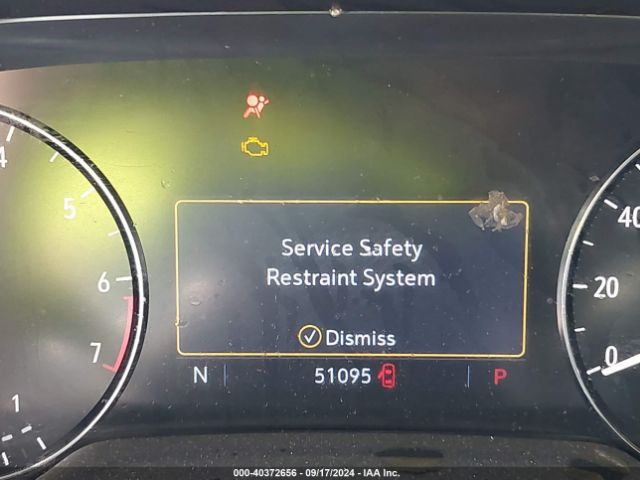 4
5
6
7
1
Service Safety
Restraint System
Dismiss
N 51095 P
40
20
0
000-40372656 - 09/17/2024 - IAA Inc.